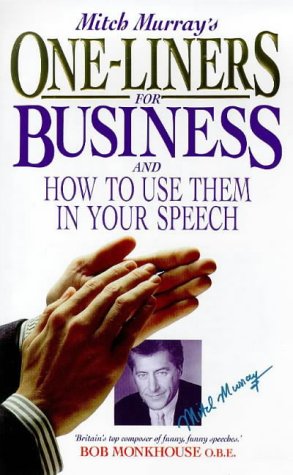 Mitch Murray's
ONE-LINERS
FOR
BUSINESS
AND
HOW TO USE THEM
IN YOUR SPEECH
Mitch Murray
'Britain's top composer of funny, funny speeches.'
BOB MONKHOUSE O.B.E.